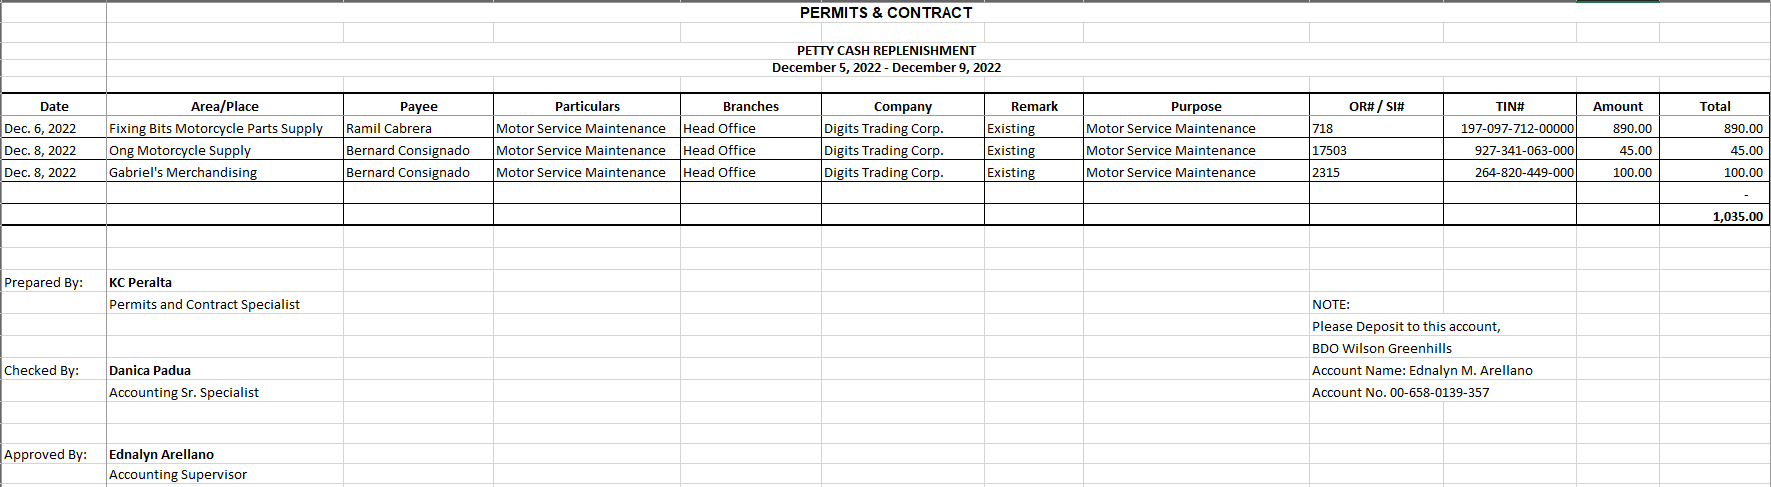 PERMITS & CONTRACT
PETTY CASH REPLENISHMENT
December 5, 2022 - December 9, 2022
Date Area/Place Payee Particulars Branches Company Remark Purpose OR# / SI# TIN# Amount Total
Dec. 6, 2022 Fixing Bits Motorcycle Parts Supply Ramil Cabrera Motor Service Maintenance Head Office Digits Trading Corp. Existing Motor Service Maintenance 718 197-097-712-00000 890.00 890.00
Dec. 8, 2022 Ong Motorcycle Supply Bernard Consignado Motor Service Maintenance Head Office Digits Trading Corp. Existing Motor Service Maintenance 17503 927-341-063-000 45.00 45.00
Dec. 8, 2022 Gabriel's Merchandising Bernard Consignado Motor Service Maintenance Head Office Digits Trading Corp. Existing Motor Service Maintenance 2315 264-820-449-000 100.00 100.00
-
1,035.00
Prepared By: KC Peralta
Permits and Contract Specialist
NOTE:
Please Deposit to this account,
BDO Wilson Greenhills
Checked By: Danica Padua
Account Name: Ednalyn M. Arellano
Accounting Sr. Specialist
Account No. 00-658-0139-357
Approved By: Ednalyn Arellano
Accounting Supervisor